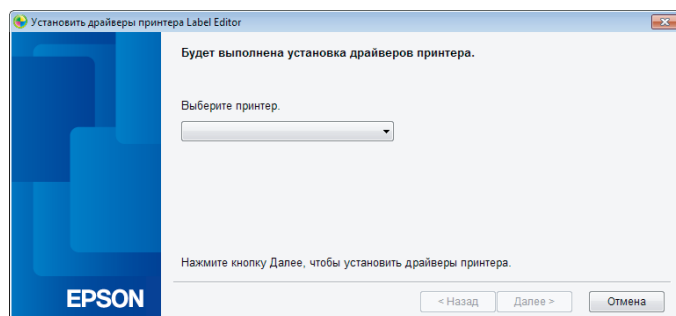 Установить драйверы принтера Label Editor
Будет выполнена установка драйверов принтера.
Выберите принтер.
Нажмите кнопку Далее, чтобы установить драйверы принтера.
EPSON
< Назад
Далее >
Отмена